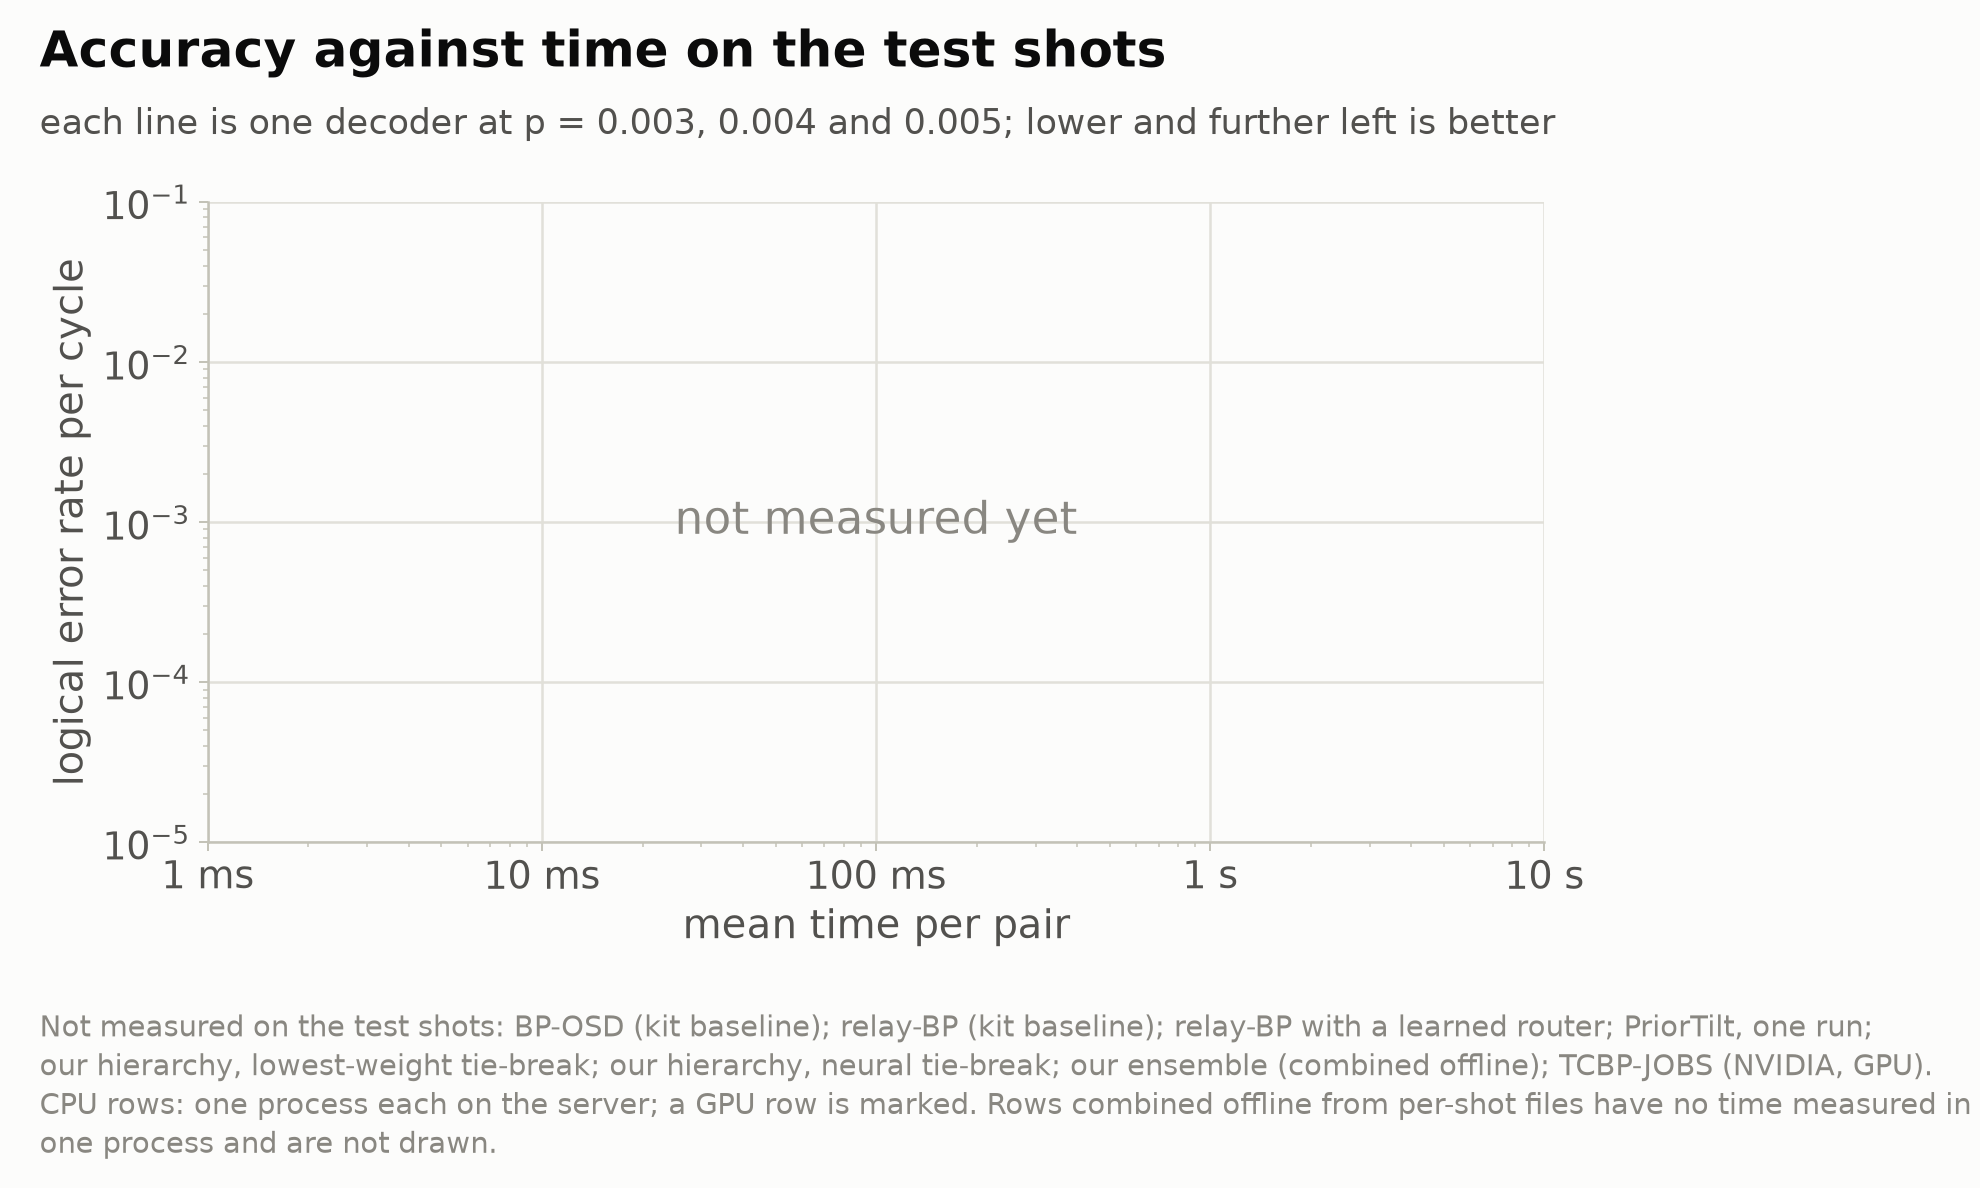 Accuracy against time on the test shots
each line is one decoder at p = 0.003, 0.004 and 0.005; lower and further left is better
logical error rate per cycle
10⁻¹
10⁻²
10⁻³
10⁻⁴
10⁻⁵
not measured yet
1 ms 10 ms 100 ms 1 s 10 s
mean time per pair
Not measured on the test shots: BP-OSD (kit baseline); relay-BP (kit baseline); relay-BP with a learned router; PriorTilt, one run;
our hierarchy, lowest-weight tie-break; our hierarchy, neural tie-break; our ensemble (combined offline); TCBP-JOBS (NVIDIA, GPU).
CPU rows: one process each on the server; a GPU row is marked. Rows combined offline from per-shot files have no time measured in
one process and are not drawn.